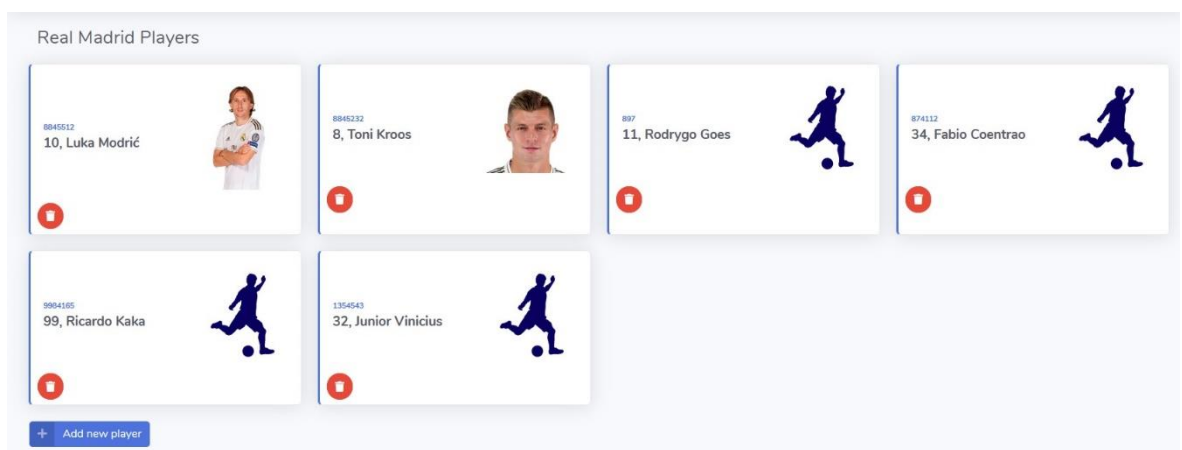 Real Madrid Players
8845512
10, Luka Modrić
8845232
8, Toni Kroos
897
11, Rodrygo Goes
874112
34, Fabio Coentrao
9984165
99, Ricardo Kaka
1354543
32, Junior Vinicius
+ Add new player